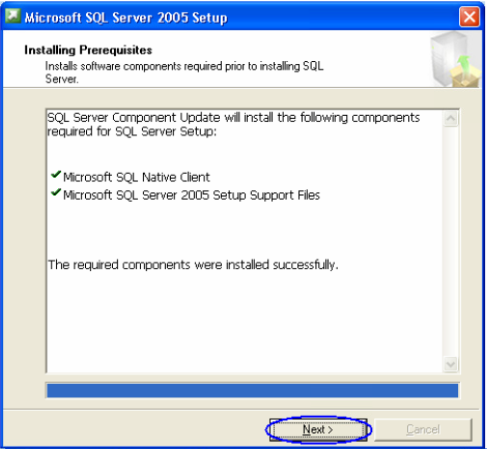 Microsoft SQL Server 2005 Setup
Installing Prerequisites
Installs software components required prior to installing SQL
Server.
SQL Server Component Update will install the following components
required for SQL Server Setup:
Microsoft SQL Native Client
Microsoft SQL Server 2005 Setup Support Files
The required components were installed successfully.
Next >
Cancel